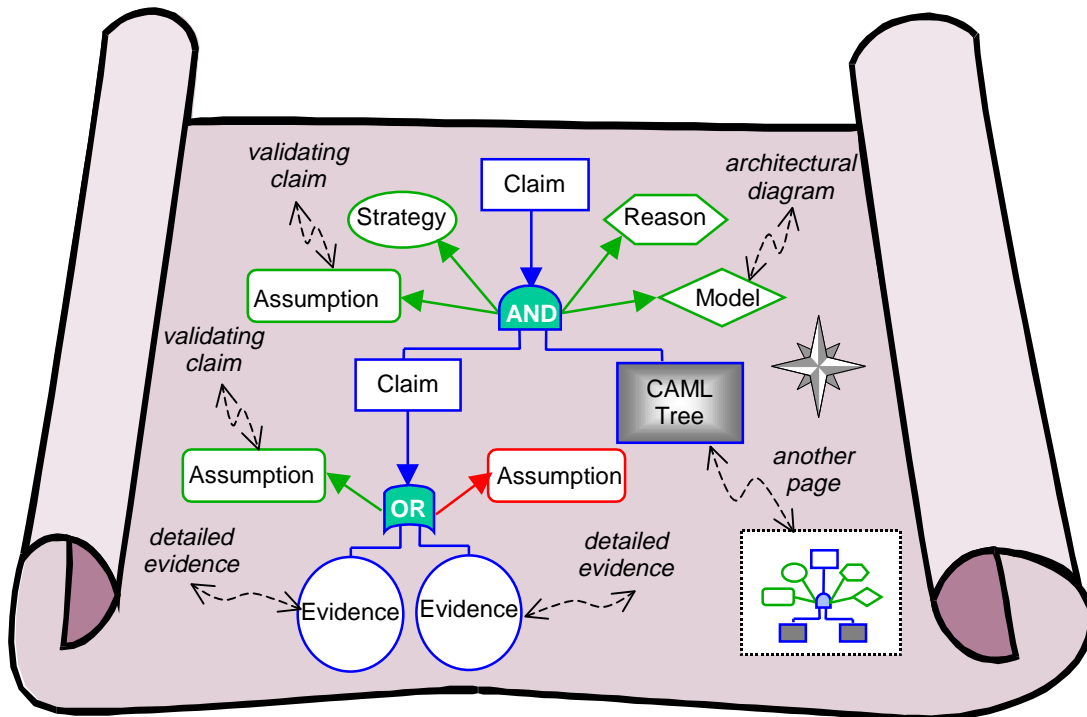 validating
claim
Strategy
Claim
Reason
architectural
diagram
Assumption
AND
Model
validating
claim
Claim
CAML
Tree
Assumption
OR
Assumption
another
page
detailed
evidence
Evidence
Evidence
detailed
evidence